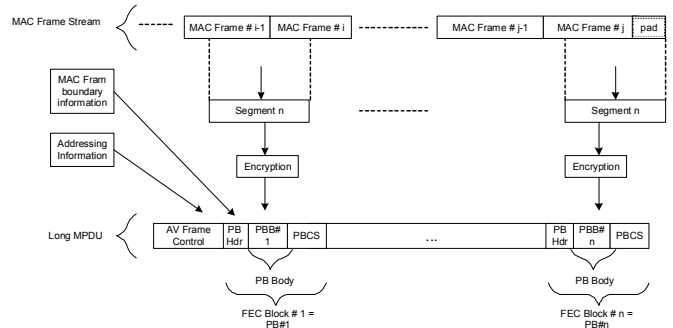 MAC Frame Stream
MAC Frame # i-1
MAC Frame # i
MAC Frame # j-1
MAC Frame # j
pad
MAC Fram
boundary
information
Segment n
Segment n
Addressing
Information
Encryption
Encryption
Long MPDU
AV Frame
Control
PB
Hdr
PBB#
1
PBCS
...
PB
Hdr
PBB#
n
PBCS
PB Body
PB Body
FEC Block # 1 =
PB#1
FEC Block # n =
PB#n